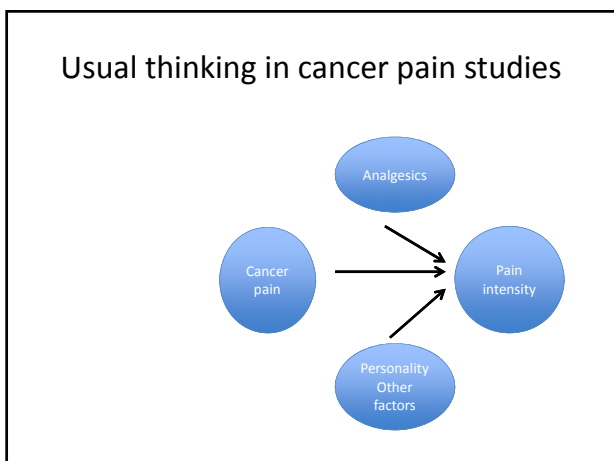 Usual thinking in cancer pain studies
Analgesics
Cancer
pain
Pain
intensity
Personality
Other
factors